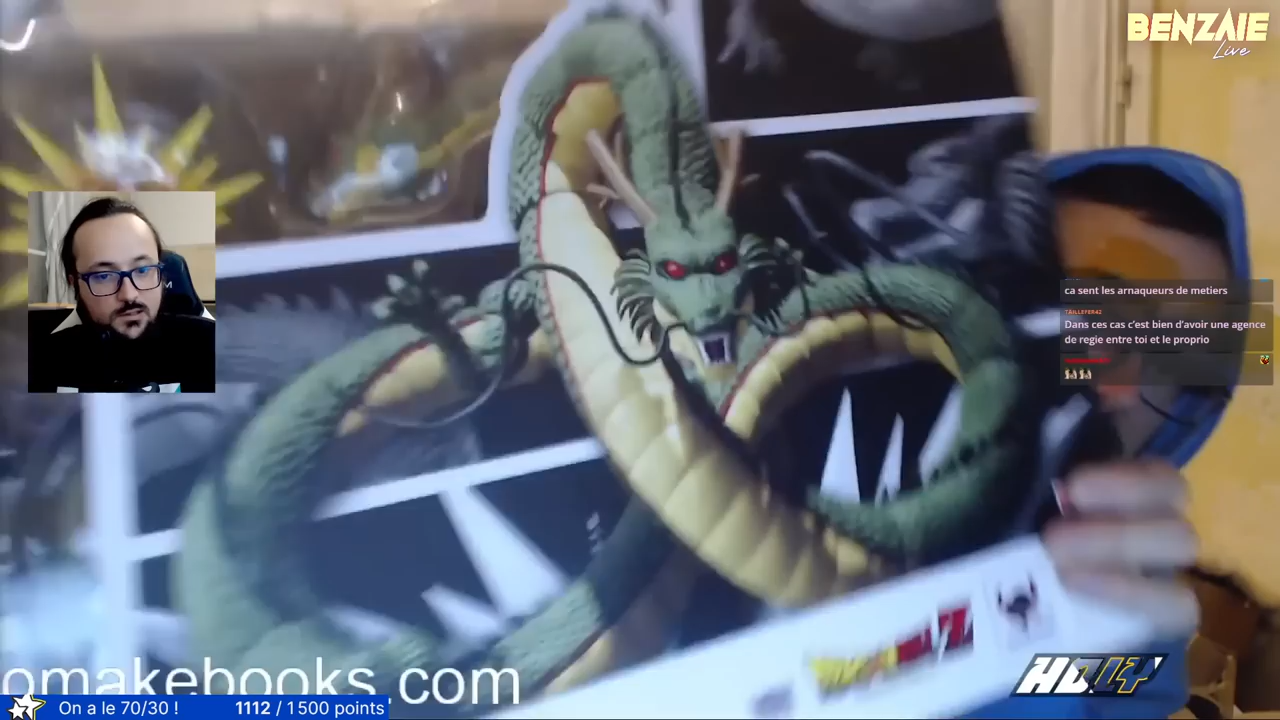 BENZAIE
Live
ca sent les arnaqueurs de metiers
TAILLEFER42
Dans ces cas c'est bien d'avoir une agence
de regie entre toi et le proprio
omakebooks.com
HOLY
On a le 70/30 !
1112 / 1500 points